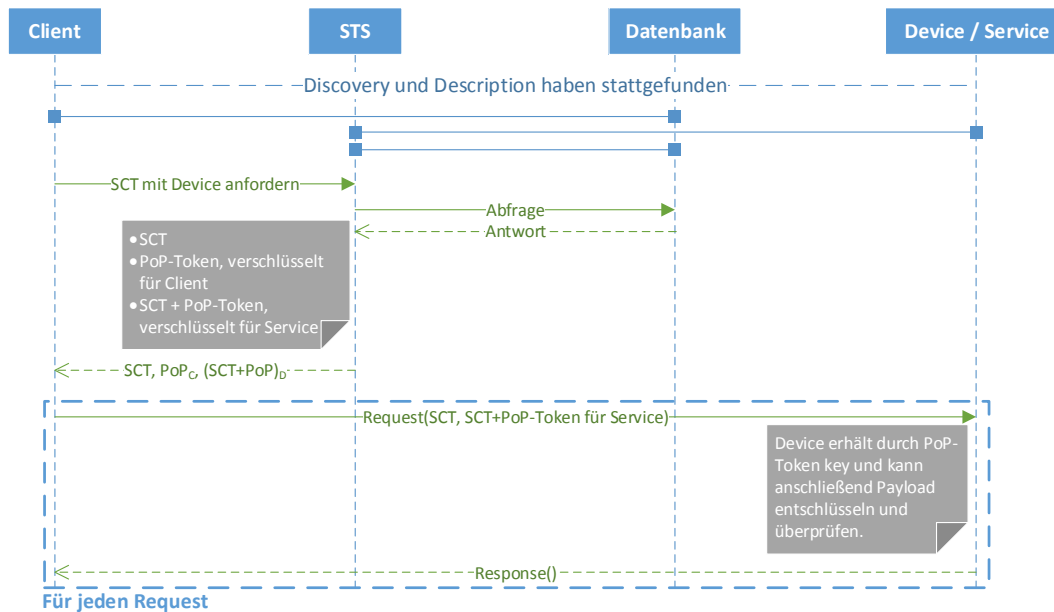 Client
STS
Datenbank
Device / Service
Discovery und Description haben stattgefunden
SCT mit Device anfordern
Abfrage
Antwort
• SCT
• PoP-Token, verschlüsselt
für Client
• SCT + PoP-Token,
verschlüsselt für Service
SCT, PoP_C, (SCT+PoP)_D
Request(SCT, SCT+PoP-Token für Service)
Device erhält durch PoP-
Token key und kann
anschließend Payload
entschlüsseln und
überprüfen.
Response()
Für jeden Request